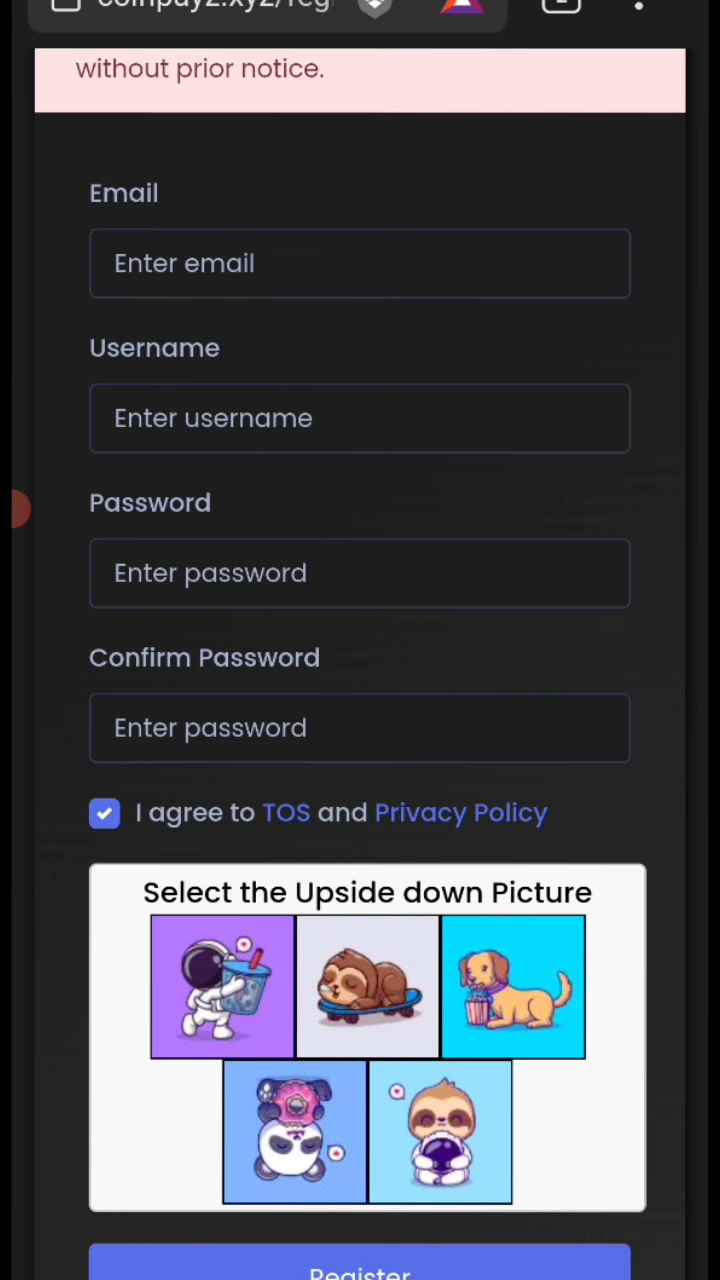 without prior notice.
Email
Enter email
Username
Enter username
Password
Enter password
Confirm Password
Enter password
I agree to TOS and Privacy Policy
Select the Upside down Picture
Register